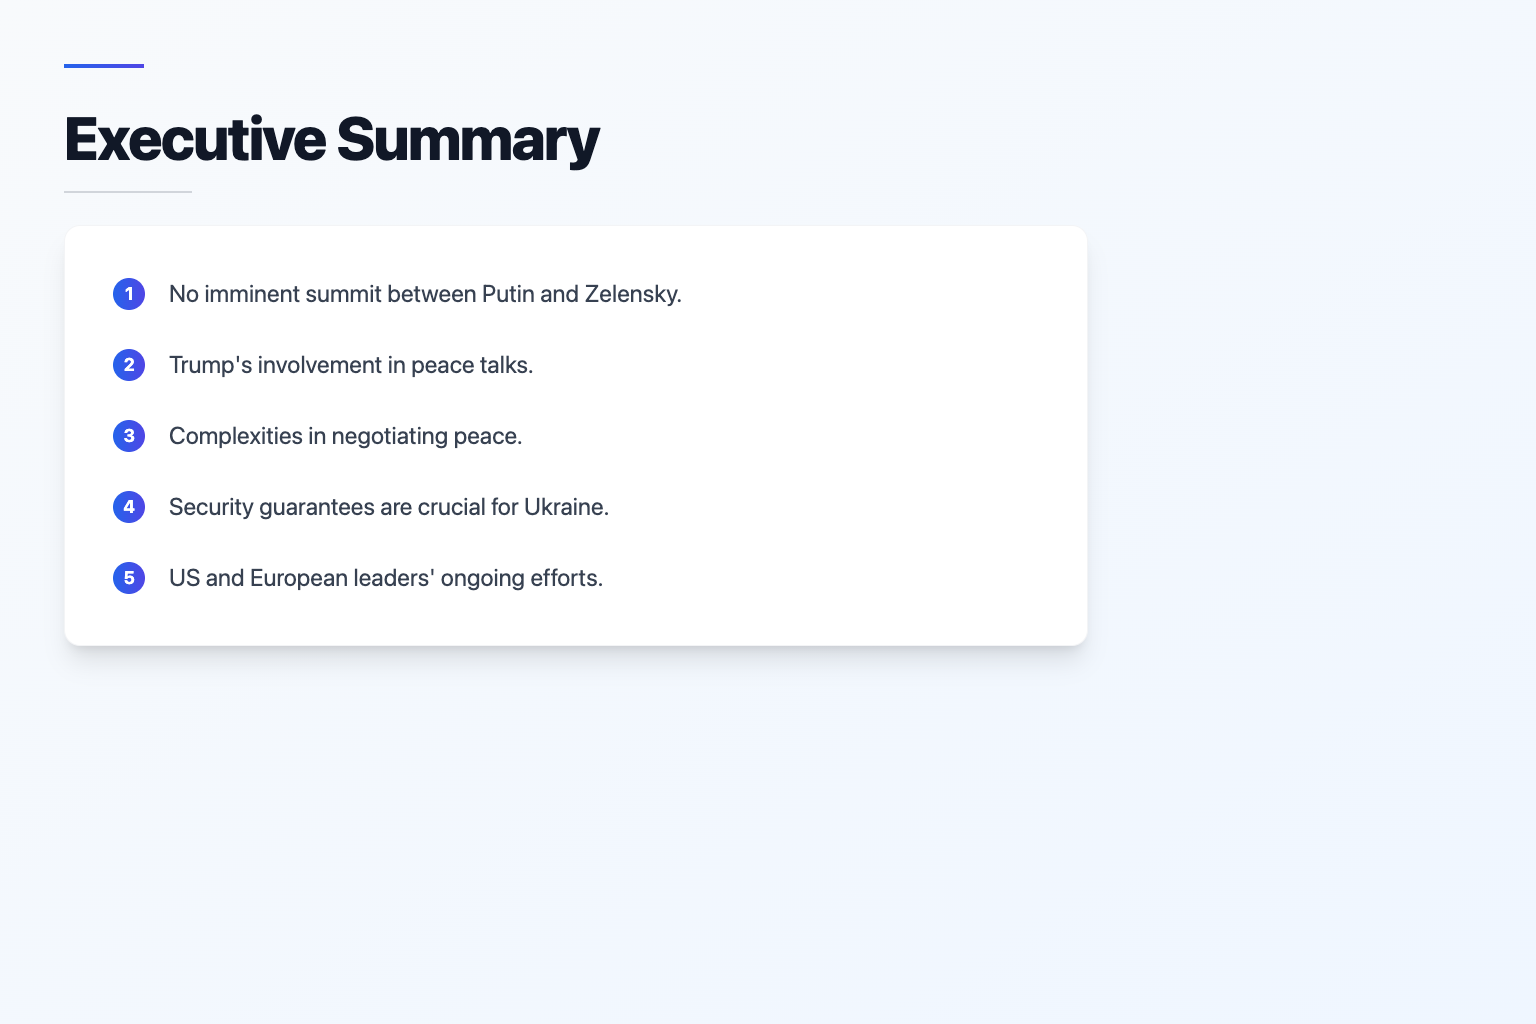 Executive Summary
1 No imminent summit between Putin and Zelensky.
2 Trump's involvement in peace talks.
3 Complexities in negotiating peace.
4 Security guarantees are crucial for Ukraine.
5 US and European leaders' ongoing efforts.